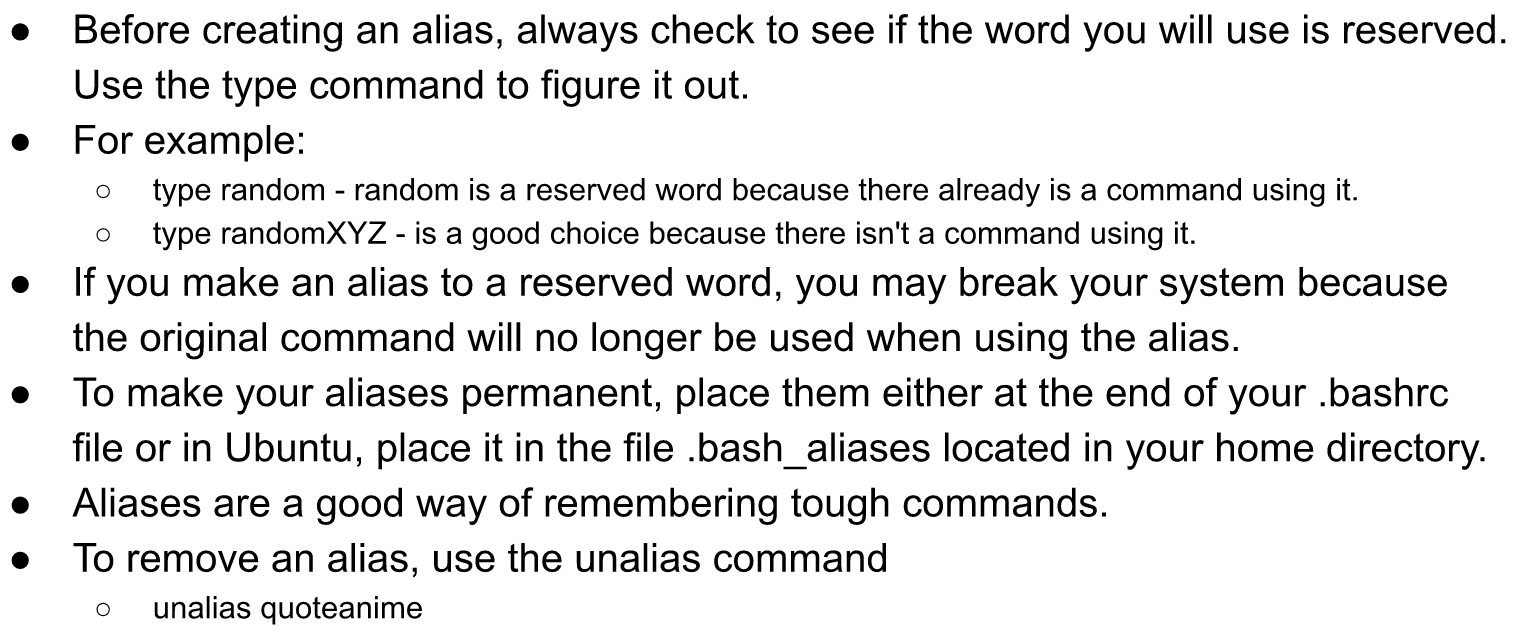 ● Before creating an alias, always check to see if the word you will use is reserved.
Use the type command to figure it out.
● For example:
○ type random - random is a reserved word because there already is a command using it.
○ type randomXYZ - is a good choice because there isn't a command using it.
● If you make an alias to a reserved word, you may break your system because
the original command will no longer be used when using the alias.
● To make your aliases permanent, place them either at the end of your .bashrc
file or in Ubuntu, place it in the file .bash_aliases located in your home directory.
● Aliases are a good way of remembering tough commands.
● To remove an alias, use the unalias command
○ unalias quoteanime